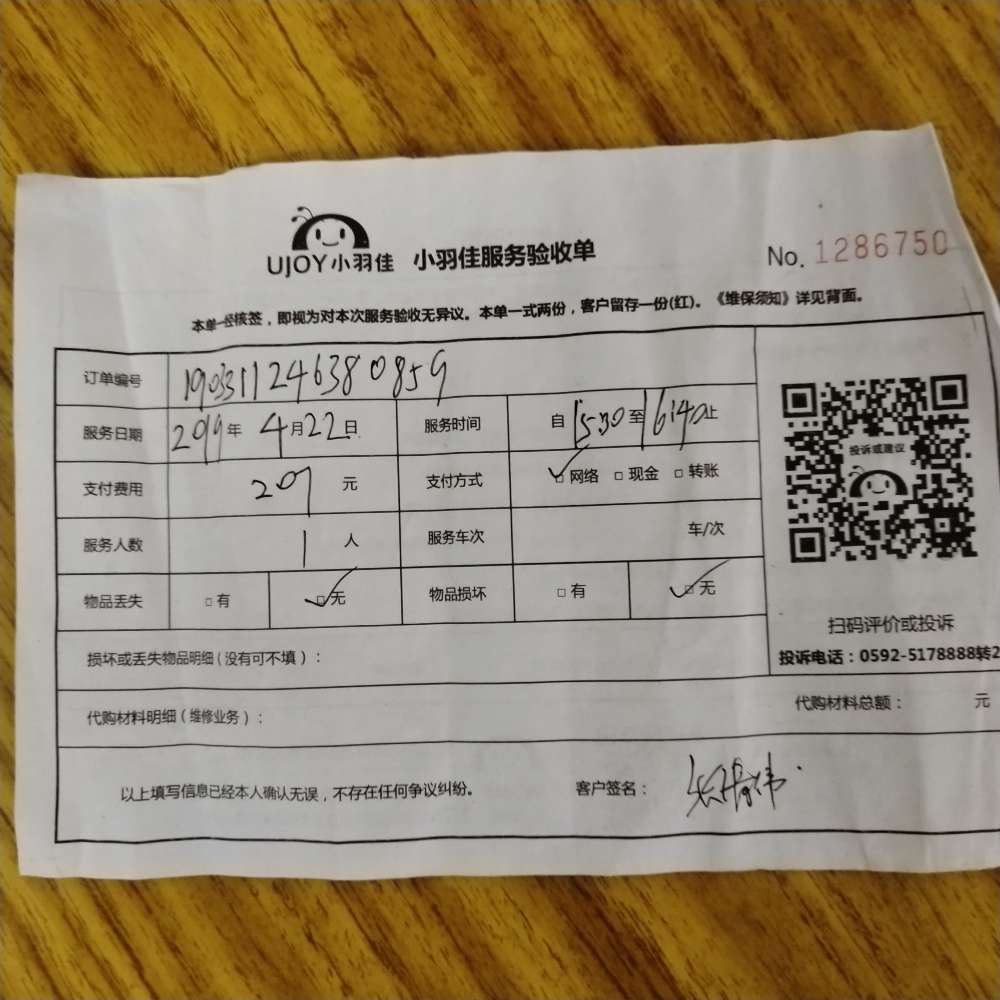 UJOY小羽佳 小羽佳服务验收单 No. 1286750
本单一经核签，即视为对本次服务验收无异议。本单一式两份，客户留存一份(红)。《维保须知》详见背面。
订单编号 190331124638 0859
服务日期 2019年 4月22日 服务时间 自 15:30至16:40止
支付费用 207 元 支付方式 ☑网络 □现金 □转账
服务人数 1 人 服务车次 车/次
物品丢失 □有 ☑无 物品损坏 □有 ☑无
投诉或建议
扫码评价或投诉
投诉电话：0592-5178888转2
损坏或丢失物品明细(没有可不填)：
代购材料明细(维修业务)： 代购材料总额： 元
以上填写信息已经本人确认无误，不存在任何争议纠纷。 客户签名：